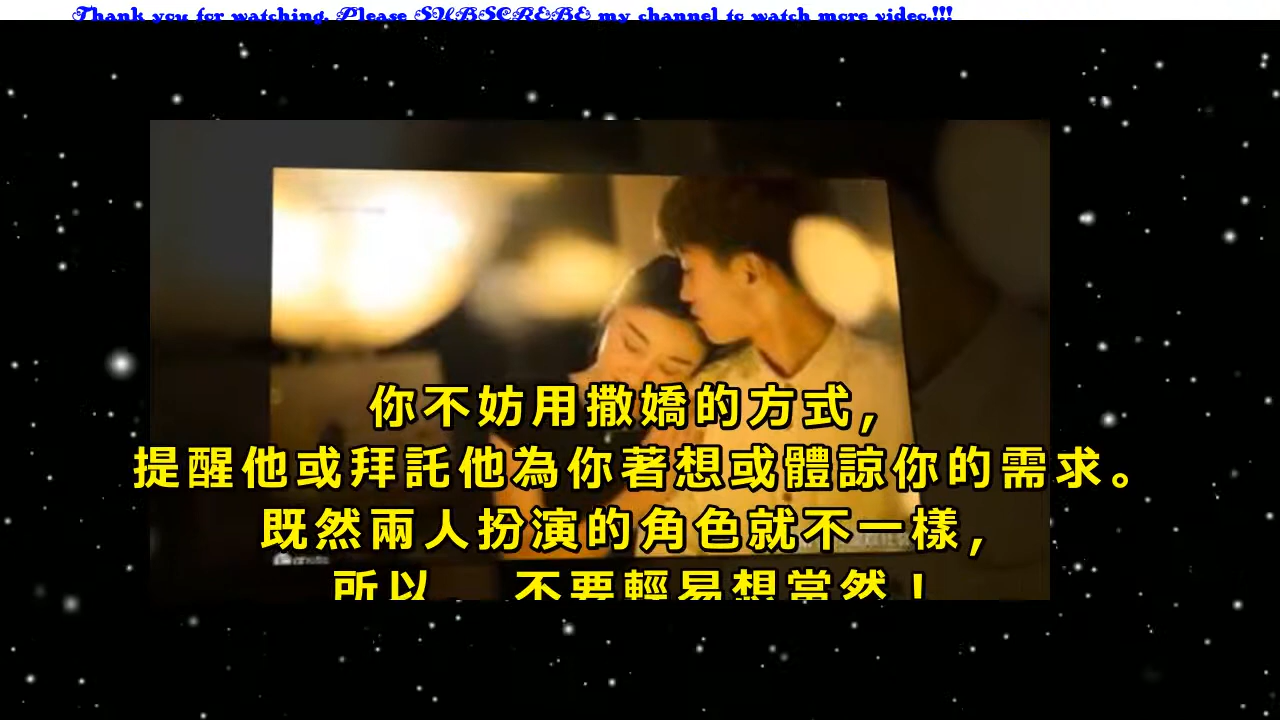 Thank you for watching. Please SUBSCREBE my channel to watch more video.!!!
你不妨用撒嬌的方式，
提醒他或拜託他為你著想或體諒你的需求。
既然兩人扮演的角色就不一樣，
所以， 不要輕易想當然！